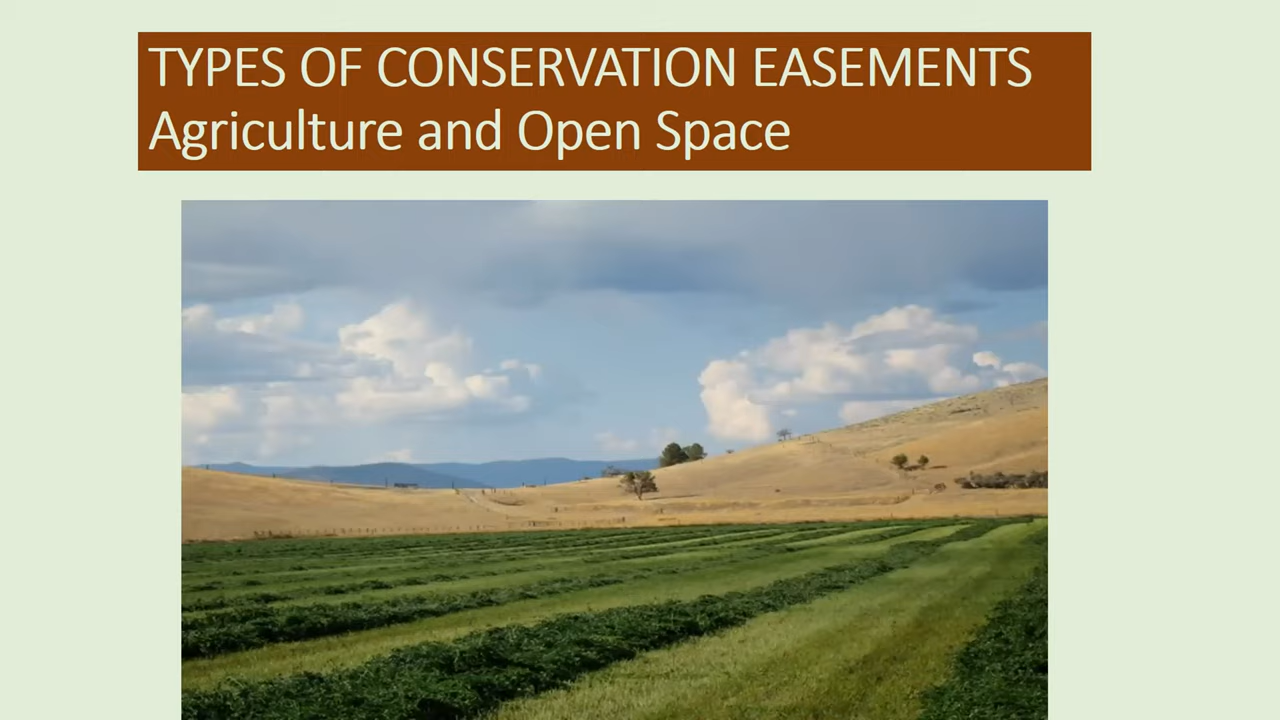 TYPES OF CONSERVATION EASEMENTS
Agriculture and Open Space